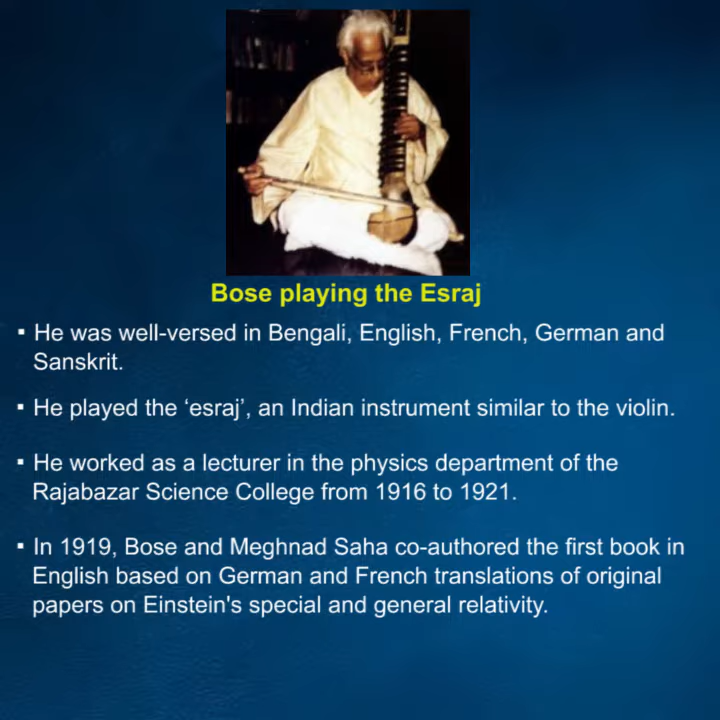 Bose playing the Esraj
▪ He was well-versed in Bengali, English, French, German and
Sanskrit.
▪ He played the ‘esraj’, an Indian instrument similar to the violin.
▪ He worked as a lecturer in the physics department of the
Rajabazar Science College from 1916 to 1921.
▪ In 1919, Bose and Meghnad Saha co-authored the first book in
English based on German and French translations of original
papers on Einstein's special and general relativity.